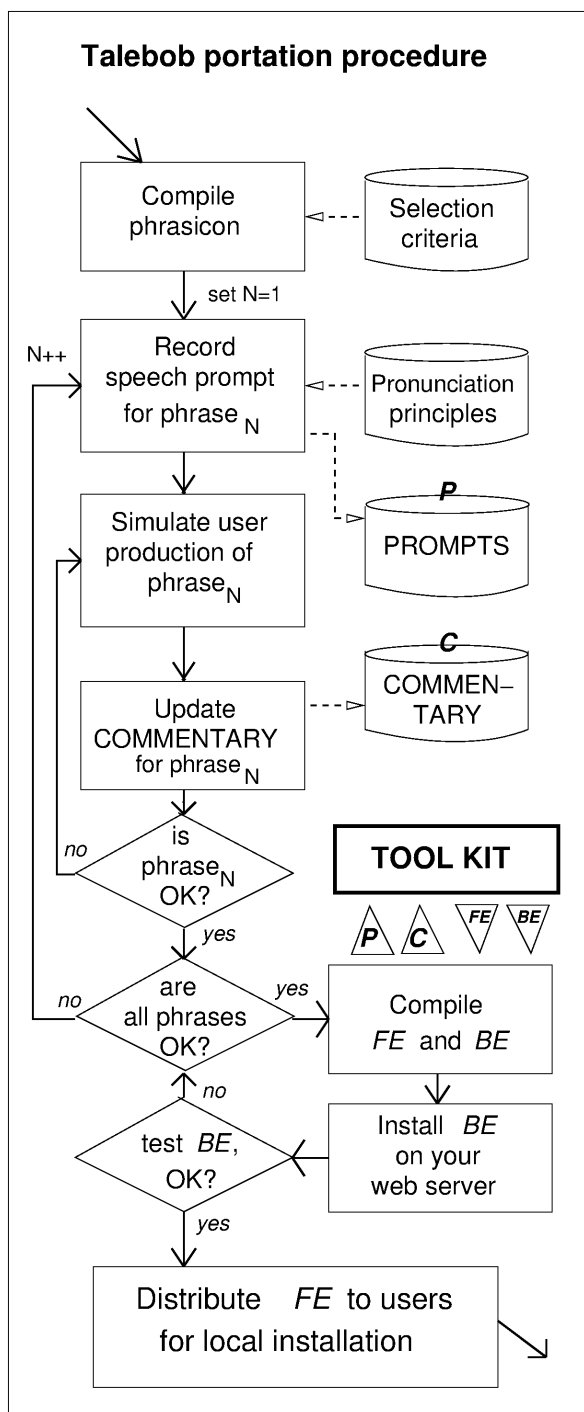 Talebob portation procedure
Compile
phrasicon
Selection
criteria
set N=1
N++
Record
speech prompt
for phrase N
Pronunciation
principles
P
PROMPTS
Simulate user
production of
phrase N
C
COMMEN–
TARY
Update
COMMENTARY
for phrase N
is
phrase N
OK?
no
yes
TOOL KIT
P C FE BE
are
all phrases
OK?
no
yes
Compile
FE and BE
no
test BE,
OK?
yes
Install BE
on your
web server
Distribute FE to users
for local installation